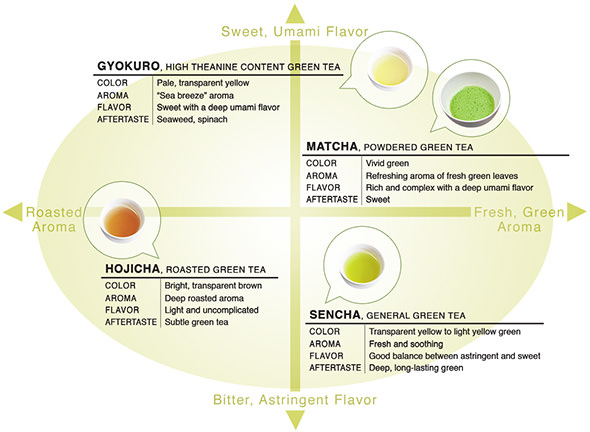 Sweet, Umami Flavor
GYOKURO, HIGH THEANINE CONTENT GREEN TEA
COLOR Pale, transparent yellow
AROMA "Sea breeze" aroma
FLAVOR Sweet with a deep umami flavor
AFTERTASTE Seaweed, spinach
MATCHA, POWDERED GREEN TEA
COLOR Vivid green
AROMA Refreshing aroma of fresh green leaves
FLAVOR Rich and complex with a deep umami flavor
AFTERTASTE Sweet
Roasted
Aroma
Fresh, Green
Aroma
HOJICHA, ROASTED GREEN TEA
COLOR Bright, transparent brown
AROMA Deep roasted aroma
FLAVOR Light and uncomplicated
AFTERTASTE Subtle green tea
SENCHA, GENERAL GREEN TEA
COLOR Transparent yellow to light yellow green
AROMA Fresh and soothing
FLAVOR Good balance between astringent and sweet
AFTERTASTE Deep, long-lasting green
Bitter, Astringent Flavor